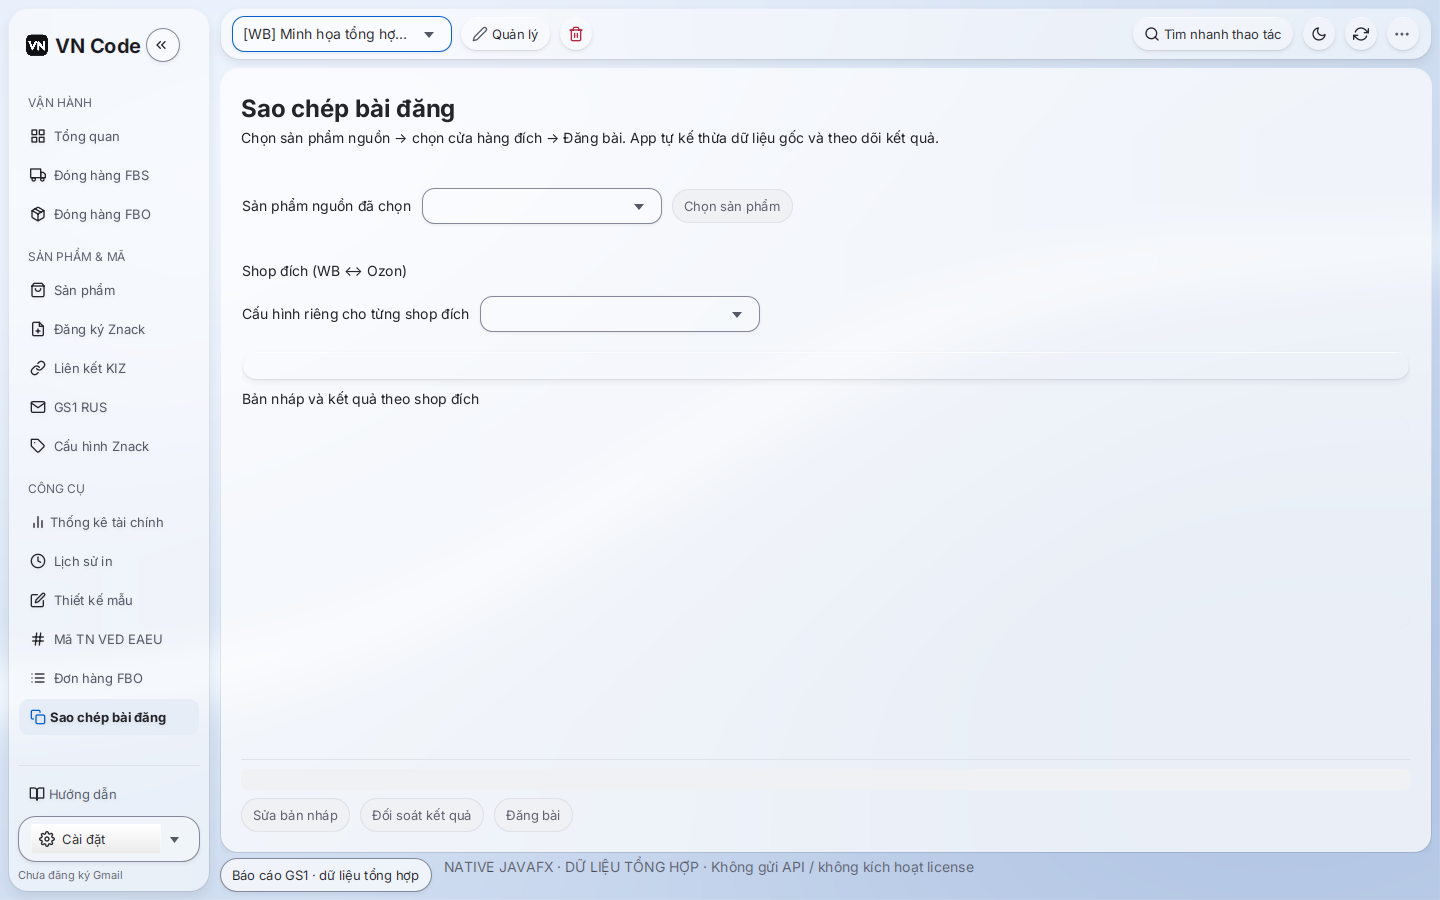 VN Code
VẬN HÀNH
Tổng quan
Đóng hàng FBS
Đóng hàng FBO
SẢN PHẨM & MÃ
Sản phẩm
Đăng ký Znack
Liên kết KIZ
GS1 RUS
Cấu hình Znack
CÔNG CỤ
Thống kê tài chính
Lịch sử in
Thiết kế mẫu
Mã TN VED EAEU
Đơn hàng FBO
Sao chép bài đăng
Hướng dẫn
Cài đặt
Chưa đăng ký Gmail
[WB] Minh họa tổng hợ...
Quản lý
Tìm nhanh thao tác
Sao chép bài đăng
Chọn sản phẩm nguồn → chọn cửa hàng đích → Đăng bài. App tự kế thừa dữ liệu gốc và theo dõi kết quả.
Sản phẩm nguồn đã chọn
Chọn sản phẩm
Shop đích (WB ↔ Ozon)
Cấu hình riêng cho từng shop đích
Bản nháp và kết quả theo shop đích
Sửa bản nháp
Đối soát kết quả
Đăng bài
Báo cáo GS1 · dữ liệu tổng hợp
NATIVE JAVAFX · DỮ LIỆU TỔNG HỢP · Không gửi API / không kích hoạt license